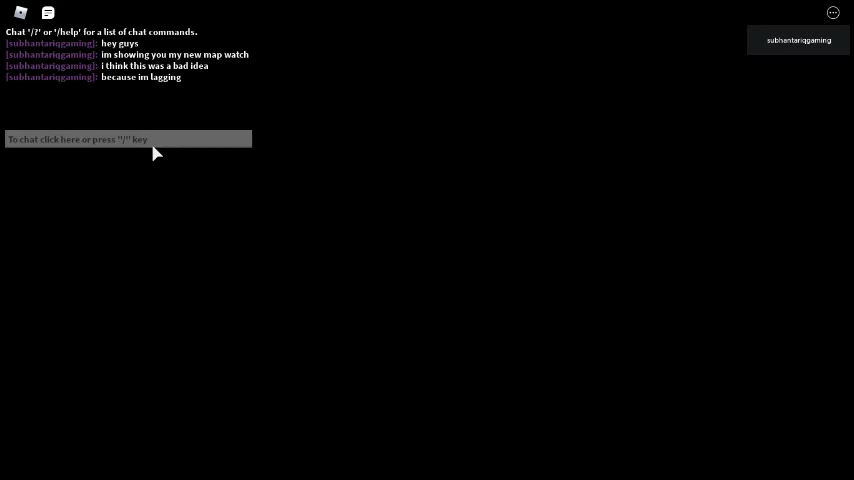 Chat '/?' or '/help' for a list of chat commands.
[subhantariqgaming]: hey guys
[subhantariqgaming]: im showing you my new map watch
[subhantariqgaming]: i think this was a bad idea
[subhantariqgaming]: because im lagging
To chat click here or press "/" key
subhantariqgaming